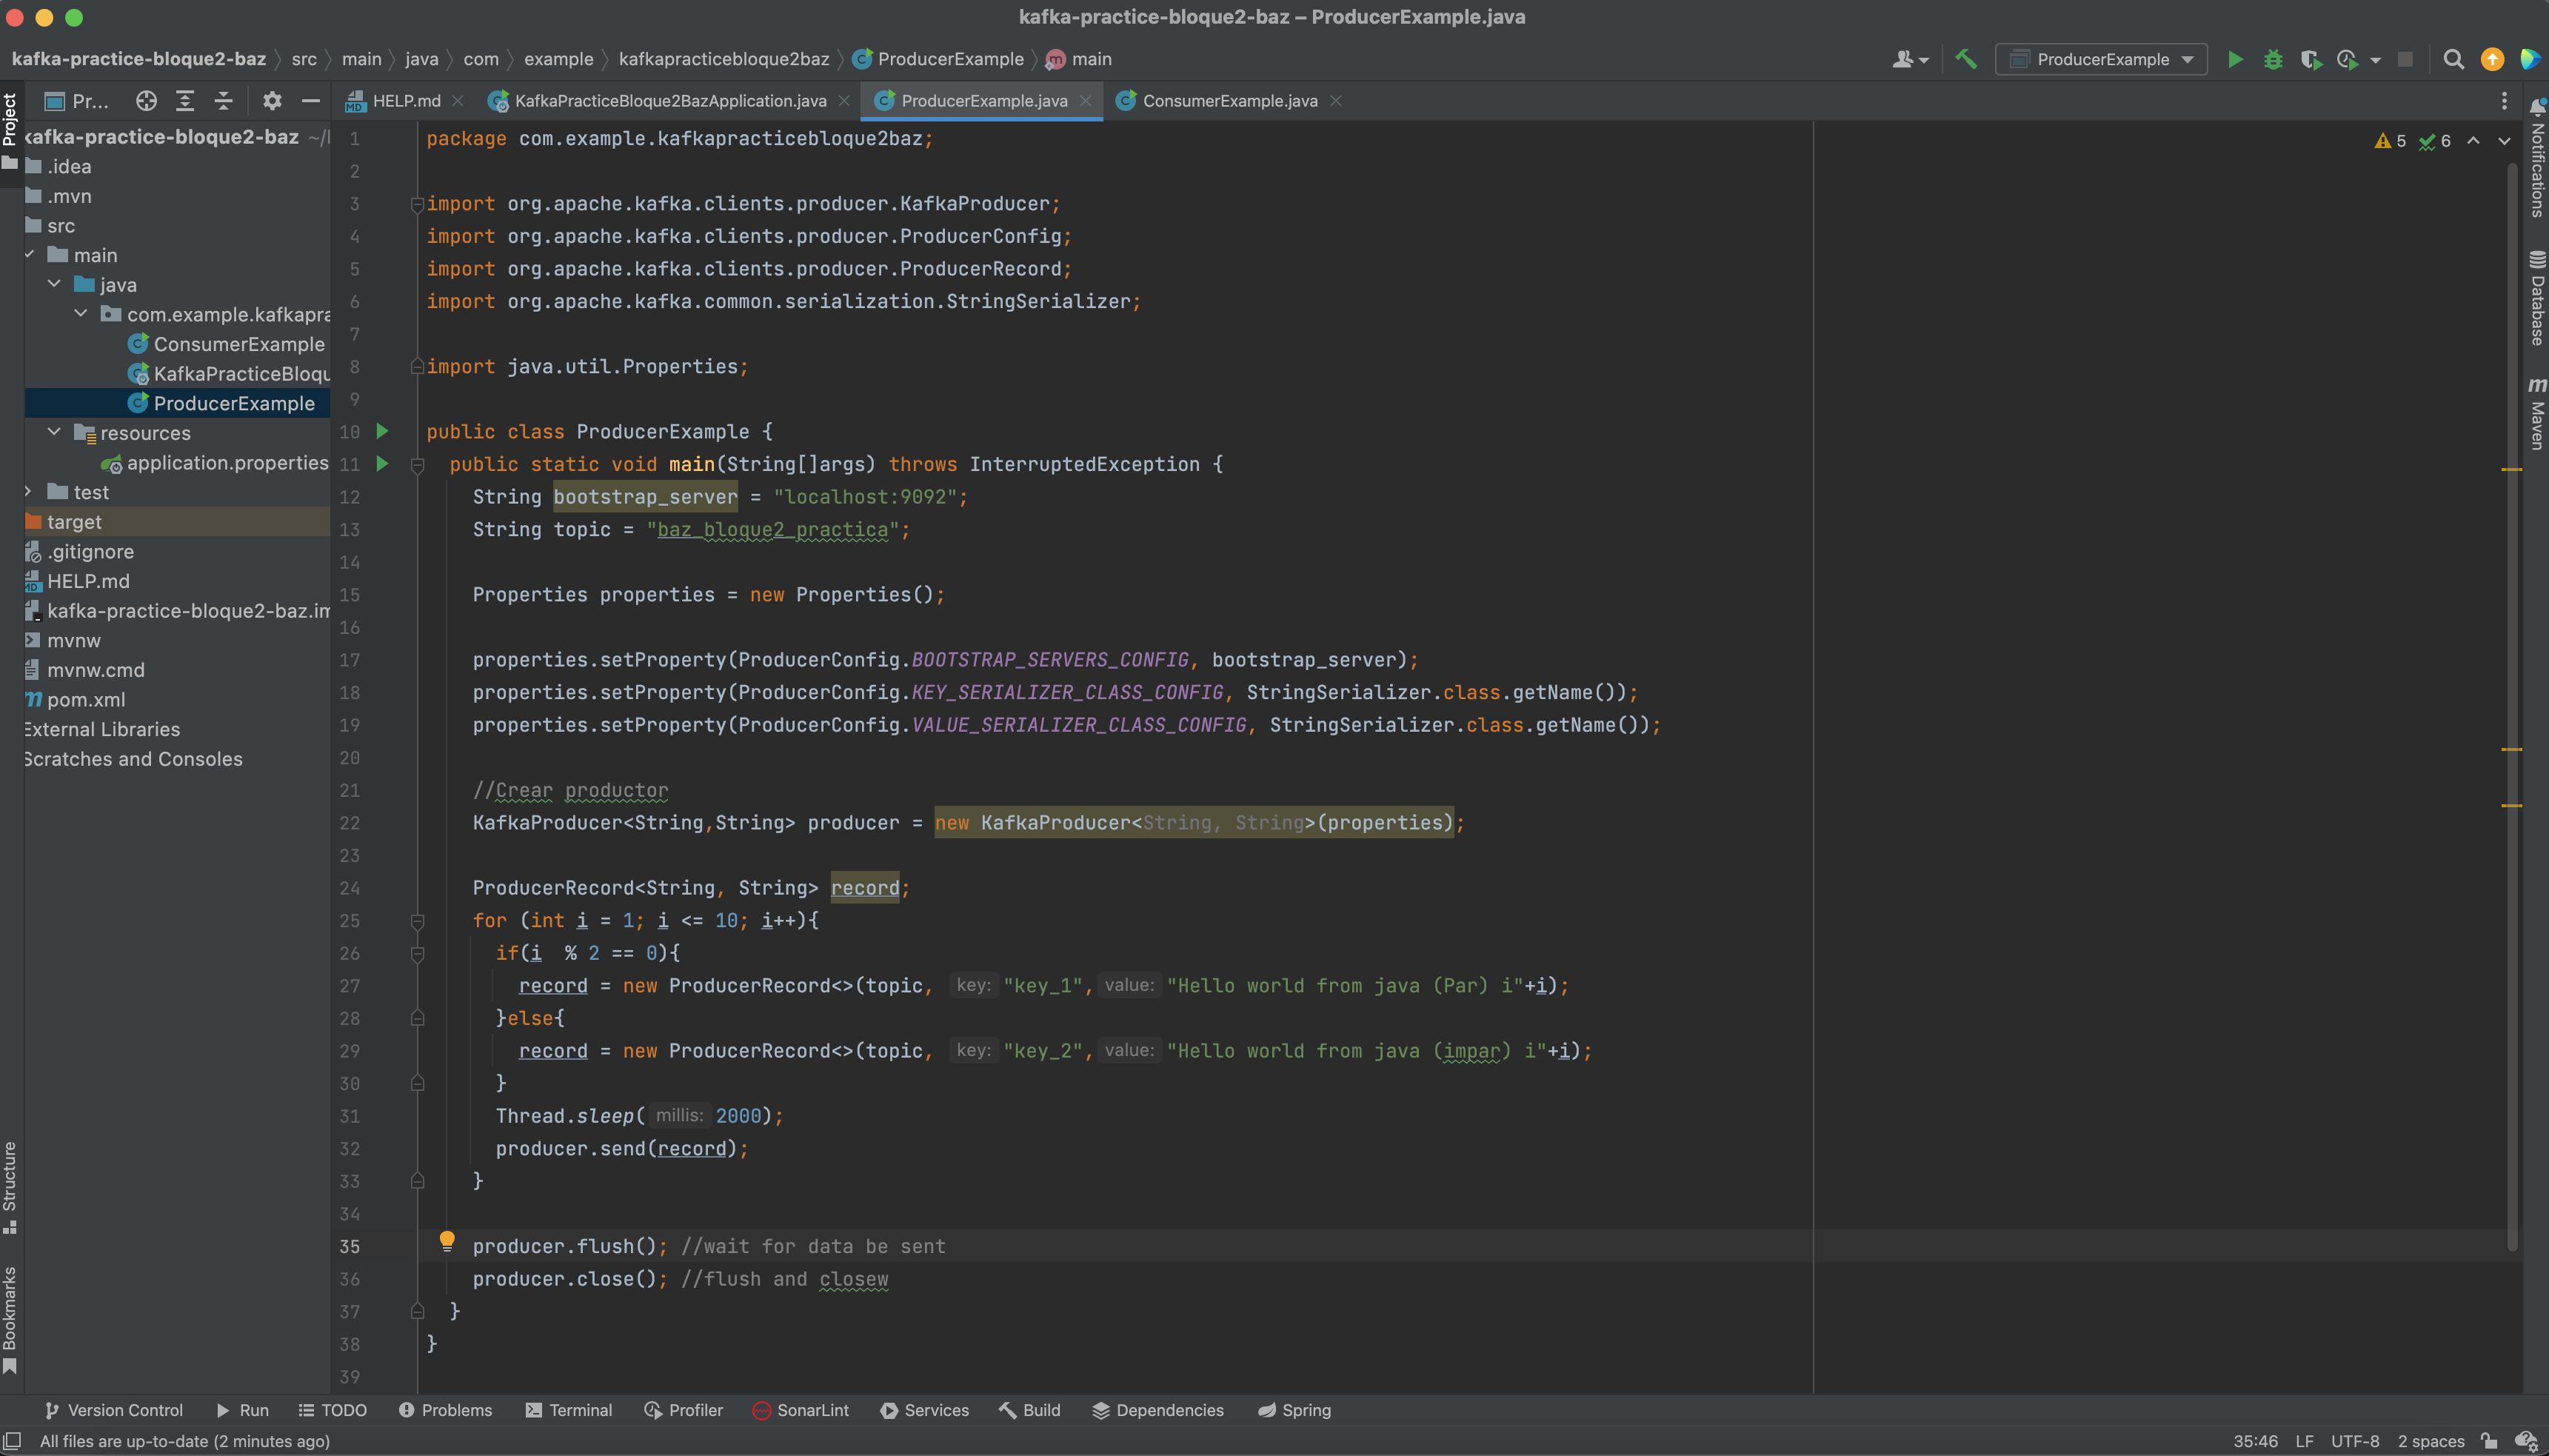 kafka-practice-bloque2-baz – ProducerExample.java
kafka-practice-bloque2-baz src main java com example kafkapracticebloque2baz ProducerExample main
ProducerExample
Project
Pr...
HELP.md
KafkaPracticeBloque2BazApplication.java
ProducerExample.java
ConsumerExample.java
kafka-practice-bloque2-baz ~/
.idea
.mvn
src
main
java
com.example.kafkapra
ConsumerExample
KafkaPracticeBloqu
ProducerExample
resources
application.properties
test
target
.gitignore
HELP.md
kafka-practice-bloque2-baz.im
mvnw
mvnw.cmd
pom.xml
External Libraries
Scratches and Consoles
Structure
Bookmarks
5 6
1 package com.example.kafkapracticebloque2baz;
2
3 import org.apache.kafka.clients.producer.KafkaProducer;
4 import org.apache.kafka.clients.producer.ProducerConfig;
5 import org.apache.kafka.clients.producer.ProducerRecord;
6 import org.apache.kafka.common.serialization.StringSerializer;
7
8 import java.util.Properties;
9
10 public class ProducerExample {
11 public static void main(String[]args) throws InterruptedException {
12 String bootstrap_server = "localhost:9092";
13 String topic = "baz_bloque2_practica";
14
15 Properties properties = new Properties();
16
17 properties.setProperty(ProducerConfig.BOOTSTRAP_SERVERS_CONFIG, bootstrap_server);
18 properties.setProperty(ProducerConfig.KEY_SERIALIZER_CLASS_CONFIG, StringSerializer.class.getName());
19 properties.setProperty(ProducerConfig.VALUE_SERIALIZER_CLASS_CONFIG, StringSerializer.class.getName());
20
21 //Crear productor
22 KafkaProducer<String,String> producer = new KafkaProducer<String, String>(properties);
23
24 ProducerRecord<String, String> record;
25 for (int i = 1; i <= 10; i++){
26 if(i  % 2 == 0){
27 record = new ProducerRecord<>(topic, key: "key_1", value: "Hello world from java (Par) i"+i);
28 }else{
29 record = new ProducerRecord<>(topic, key: "key_2", value: "Hello world from java (impar) i"+i);
30 }
31 Thread.sleep( millis: 2000);
32 producer.send(record);
33 }
34
35 producer.flush(); //wait for data be sent
36 producer.close(); //flush and closew
37 }
38 }
39
Notifications
Database
m Maven
Version Control Run TODO Problems Terminal Profiler SonarLint Services Build Dependencies Spring
All files are up-to-date (2 minutes ago)
35:46 LF UTF-8 2 spaces